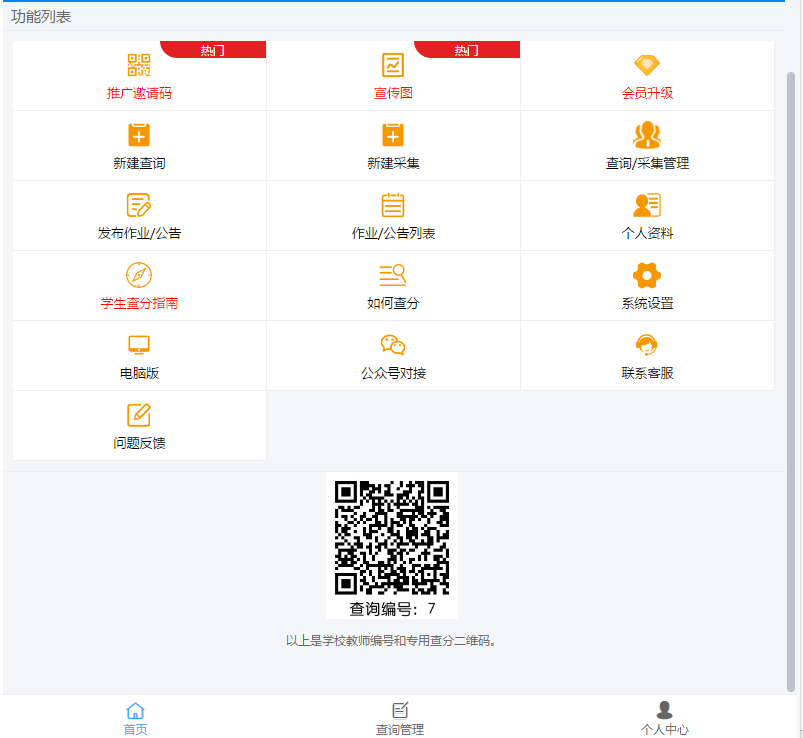 功能列表
热门
热门
推广邀请码
宣传图
会员升级
新建查询
新建采集
查询/采集管理
发布作业/公告
作业/公告列表
个人资料
学生查分指南
如何查分
系统设置
电脑版
公众号对接
联系客服
问题反馈
查询编号：7
以上是学校教师编号和专用查分二维码。
首页
查询管理
个人中心